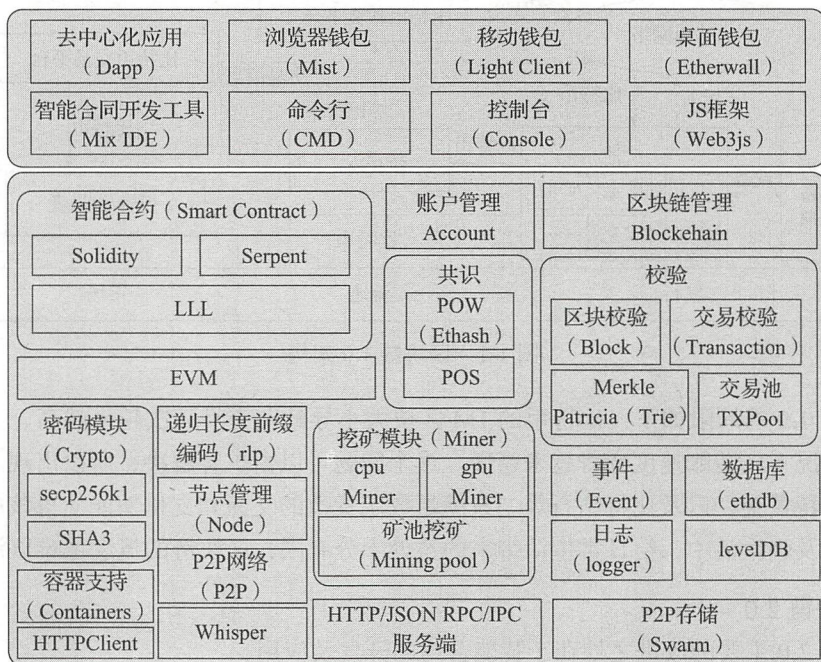 去中心化应用
（Dapp）
浏览器钱包
（Mist）
移动钱包
（Light Client）
桌面钱包
（Etherwall）
智能合同开发工具
（Mix IDE）
命令行
（CMD）
控制台
（Console）
JS框架
（Web3js）
智能合约（Smart Contract）
Solidity
Serpent
LLL
EVM
账户管理
Account
区块链管理
Blockehain
共识
POW
（Ethash）
POS
校验
区块校验
（Block）
交易校验
（Transaction）
Merkle
Patricia（Trie）
交易池
TXPool
密码模块
（Crypto）
secp256k1
SHA3
递归长度前缀
编码（rlp）
节点管理
（Node）
P2P网络
（P2P）
Whisper
容器支持
（Containers）
HTTPClient
挖矿模块（Miner）
cpu
Miner
gpu
Miner
矿池挖矿
（Mining pool）
HTTP/JSON RPC/IPC
服务端
事件
（Event）
数据库
（ethdb）
日志
（logger）
levelDB
P2P存储
（Swarm）